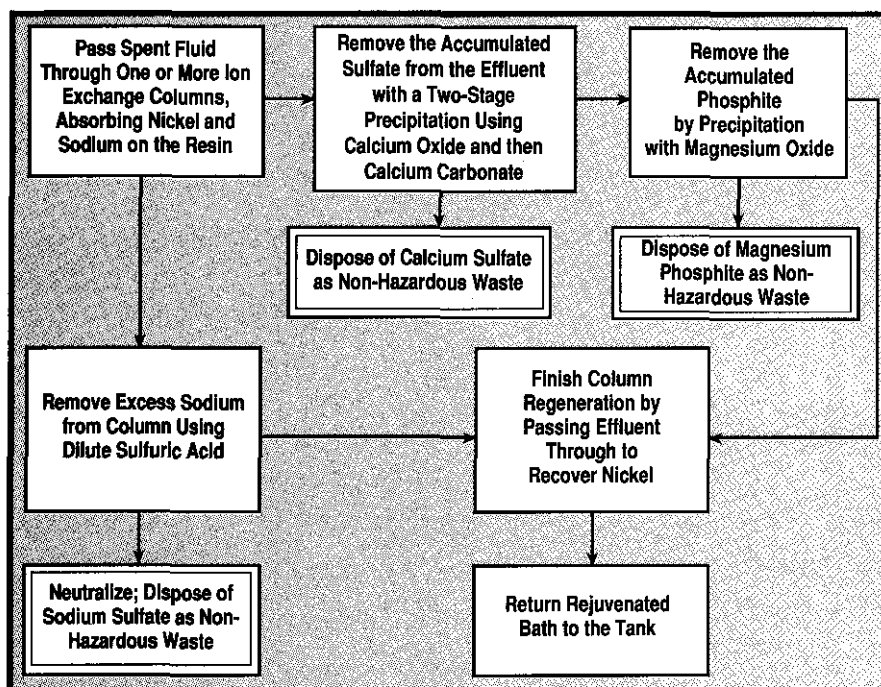 Pass Spent Fluid
Through One or More Ion
Exchange Columns,
Absorbing Nickel and
Sodium on the Resin
Remove the Accumulated
Sulfate from the Effluent
with a Two-Stage
Precipitation Using
Calcium Oxide and then
Calcium Carbonate
Remove the
Accumulated
Phosphite
by Precipitation
with Magnesium Oxide
Dispose of Calcium Sulfate
as Non-Hazardous Waste
Dispose of Magnesium
Phosphite as Non-
Hazardous Waste
Remove Excess Sodium
from Column Using
Dilute Sulfuric Acid
Finish Column
Regeneration by
Passing Effluent
Through to
Recover Nickel
Neutralize; Dispose of
Sodium Sulfate as Non-
Hazardous Waste
Return Rejuvenated
Bath to the Tank